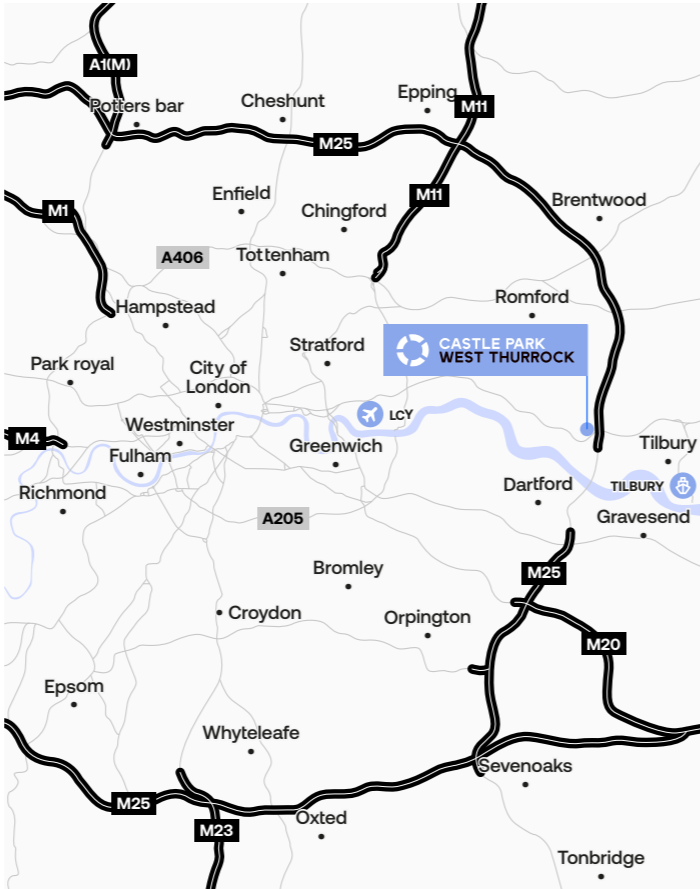 A1(M)
Potters bar
Cheshunt
Epping
M11
M25
M11
M1
Enfield
Chingford
Brentwood
A406
Tottenham
Hampstead
Romford
Stratford
CASTLE PARK
WEST THURROCK
Park royal
City of
London
LCY
Westminster
M4
Fulham
Greenwich
Tilbury
Richmond
Dartford
TILBURY
A205
Gravesend
Bromley
M25
Croydon
Orpington
M20
Epsom
Whyteleafe
Sevenoaks
M25
M23
Oxted
Tonbridge